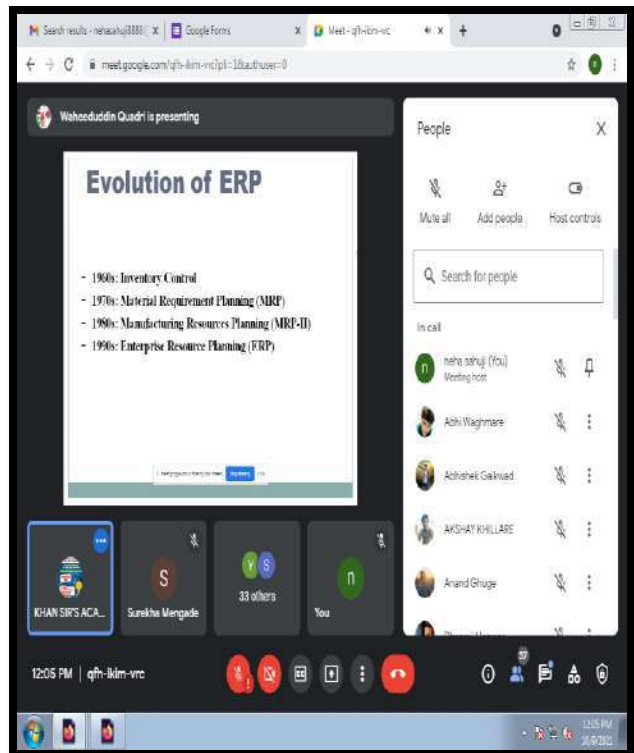 Search results - nehasahuji8888
Google Forms
Meet - qfh-ikim-vrc
meet.google.com/qfh-ikim-vrc?pli=1&authuser=0
Wahaeduddin Quadri is presenting
Evolution of ERP
- 1960s: Inventory Control
- 1970s: Material Requirement Planning (MRP)
- 1980s: Manufacturing Resources Planning (MRP-II)
- 1990s: Enterprise Resource Planning (ERP)
KHAN SIR'S ACA...
S
Surekha Mengade
Y S
33 others
n
You
People
Mute all
Add people
Host controls
Search for people
In call
n
neha sahuji (You)
Meeting host
Abhi Waghmare
Abhishek Gaikwad
AKSHAY KHILLARE
Anand Ghuge
12:05 PM | qfh-ikim-vrc
37
12:05 PM